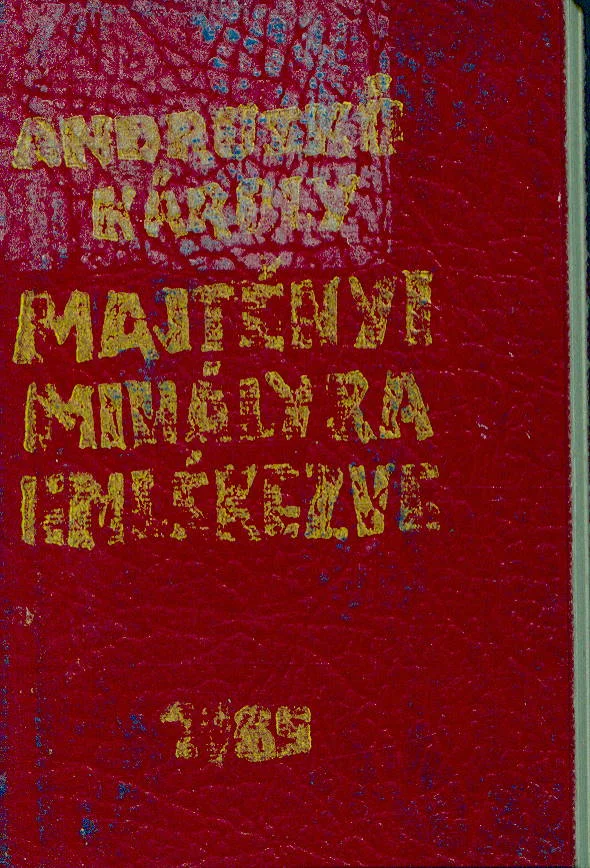 ANDRUSKÓ
KÁROLY
MAJTÉNYI
MIHÁLYRA
EMLÉKEZVE
1985